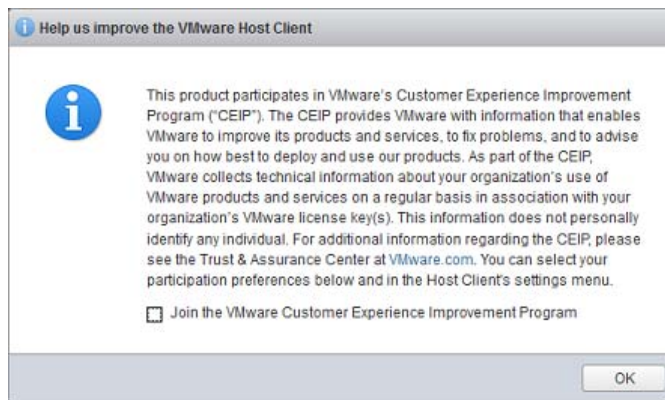 Help us improve the VMware Host Client
This product participates in VMware's Customer Experience Improvement
Program ("CEIP"). The CEIP provides VMware with information that enables
VMware to improve its products and services, to fix problems, and to advise
you on how best to deploy and use our products. As part of the CEIP,
VMware collects technical information about your organization's use of
VMware products and services on a regular basis in association with your
organization's VMware license key(s). This information does not personally
identify any individual. For additional information regarding the CEIP, please
see the Trust & Assurance Center at VMware.com. You can select your
participation preferences below and in the Host Client's settings menu.
Join the VMware Customer Experience Improvement Program
OK